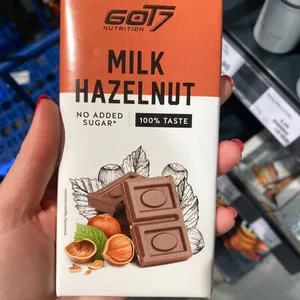 GOT7
NUTRITION
MILK
HAZELNUT
NO ADDED
SUGAR*
100% TASTE